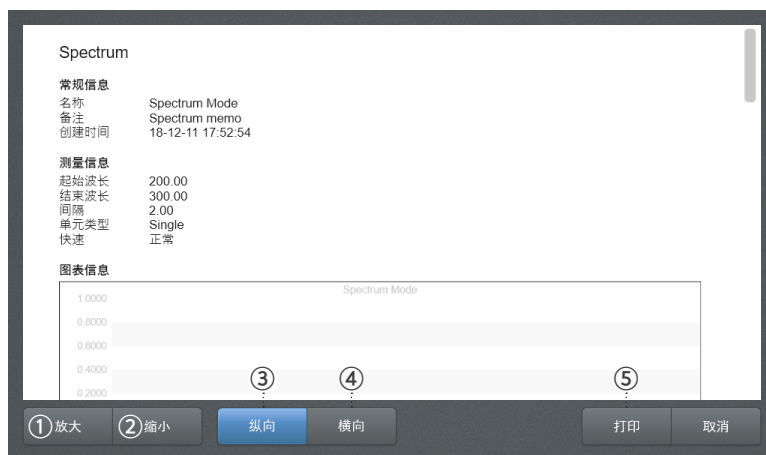 Spectrum
常规信息
名称 Spectrum Mode
备注 Spectrum memo
创建时间 18-12-11 17:52:54
测量信息
起始波长 200.00
结束波长 300.00
间隔 2.00
单元类型 Single
快速 正常
图表信息
Spectrum Mode
1.0000
0.8000
0.6000
0.4000
0.2000
③ ④ ⑤
①放大 ②缩小 纵向 横向 打印 取消